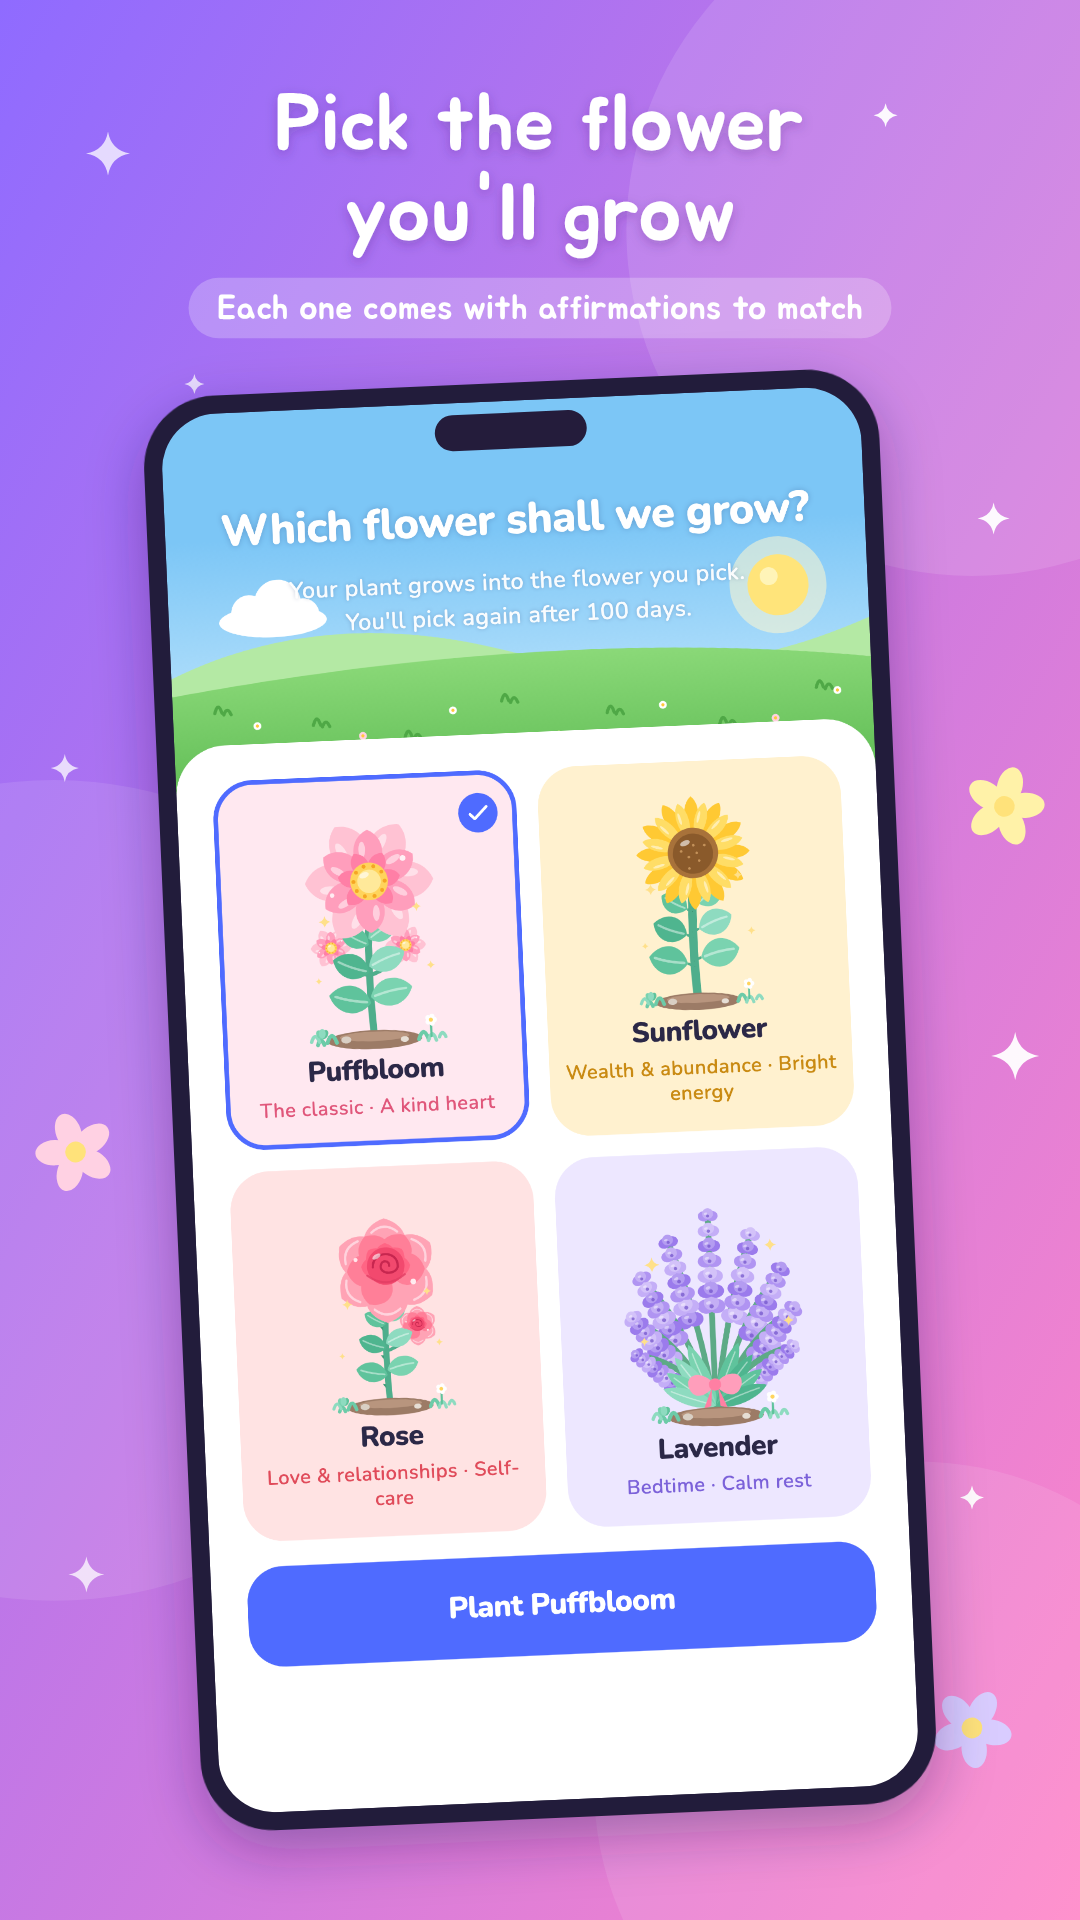 Pick the flower
you'll grow
Each one comes with affirmations to match
Which flower shall we grow?
Your plant grows into the flower you pick.
You'll pick again after 100 days.
Puffbloom
The classic · A kind heart
Sunflower
Wealth & abundance · Bright
energy
Rose
Love & relationships · Self-
care
Lavender
Bedtime · Calm rest
Plant Puffbloom